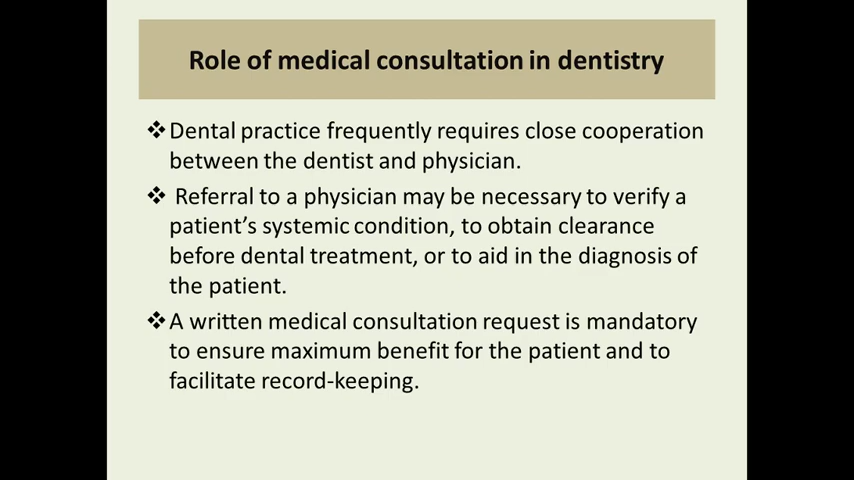 Role of medical consultation in dentistry
❖Dental practice frequently requires close cooperation
between the dentist and physician.
❖ Referral to a physician may be necessary to verify a
patient’s systemic condition, to obtain clearance
before dental treatment, or to aid in the diagnosis of
the patient.
❖A written medical consultation request is mandatory
to ensure maximum benefit for the patient and to
facilitate record-keeping.